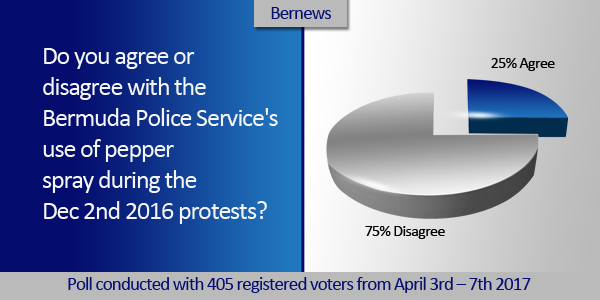 Bernews
Do you agree or
disagree with the
Bermuda Police Service's
use of pepper
spray during the
Dec 2nd 2016 protests?
25% Agree
75% Disagree
Poll conducted with 405 registered voters from April 3rd – 7th 2017